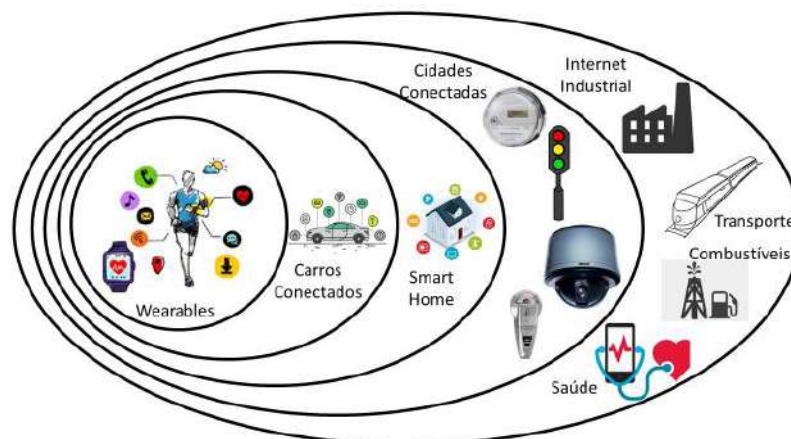 Cidades
Conectadas
Internet
Industrial
Transporte
Combustíveis
Carros
Conectados
Smart
Home
Wearables
Saúde